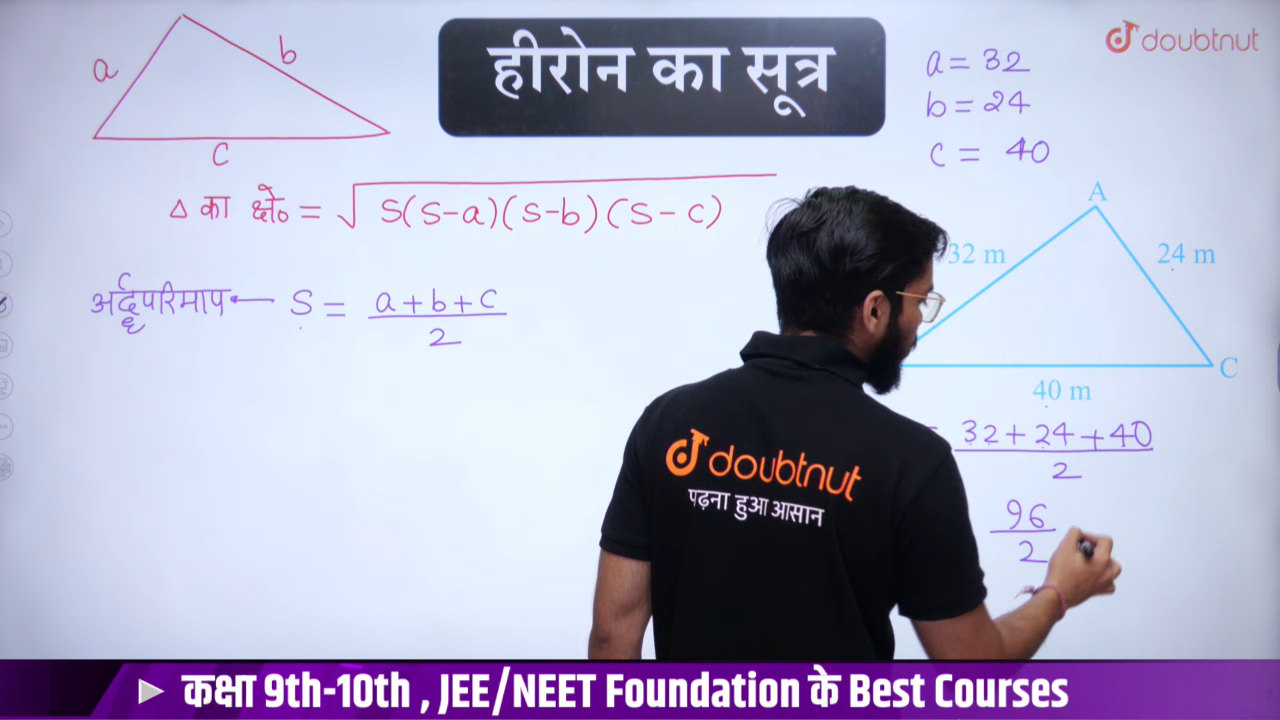 हीरोन का सूत्र
doubtnut
a
b
c
a = 32
b = 24
c = 40
△ का क्षे० = √S(S-a)(S-b)(S-c)
अर्द्धपरिमाप ← S = a+b+c/2
A
32 m
24 m
C
40 m
= 32+24+40/2
96/2
doubtnut
पढ़ना हुआ आसान
कक्षा 9th-10th , JEE/NEET Foundation के Best Courses